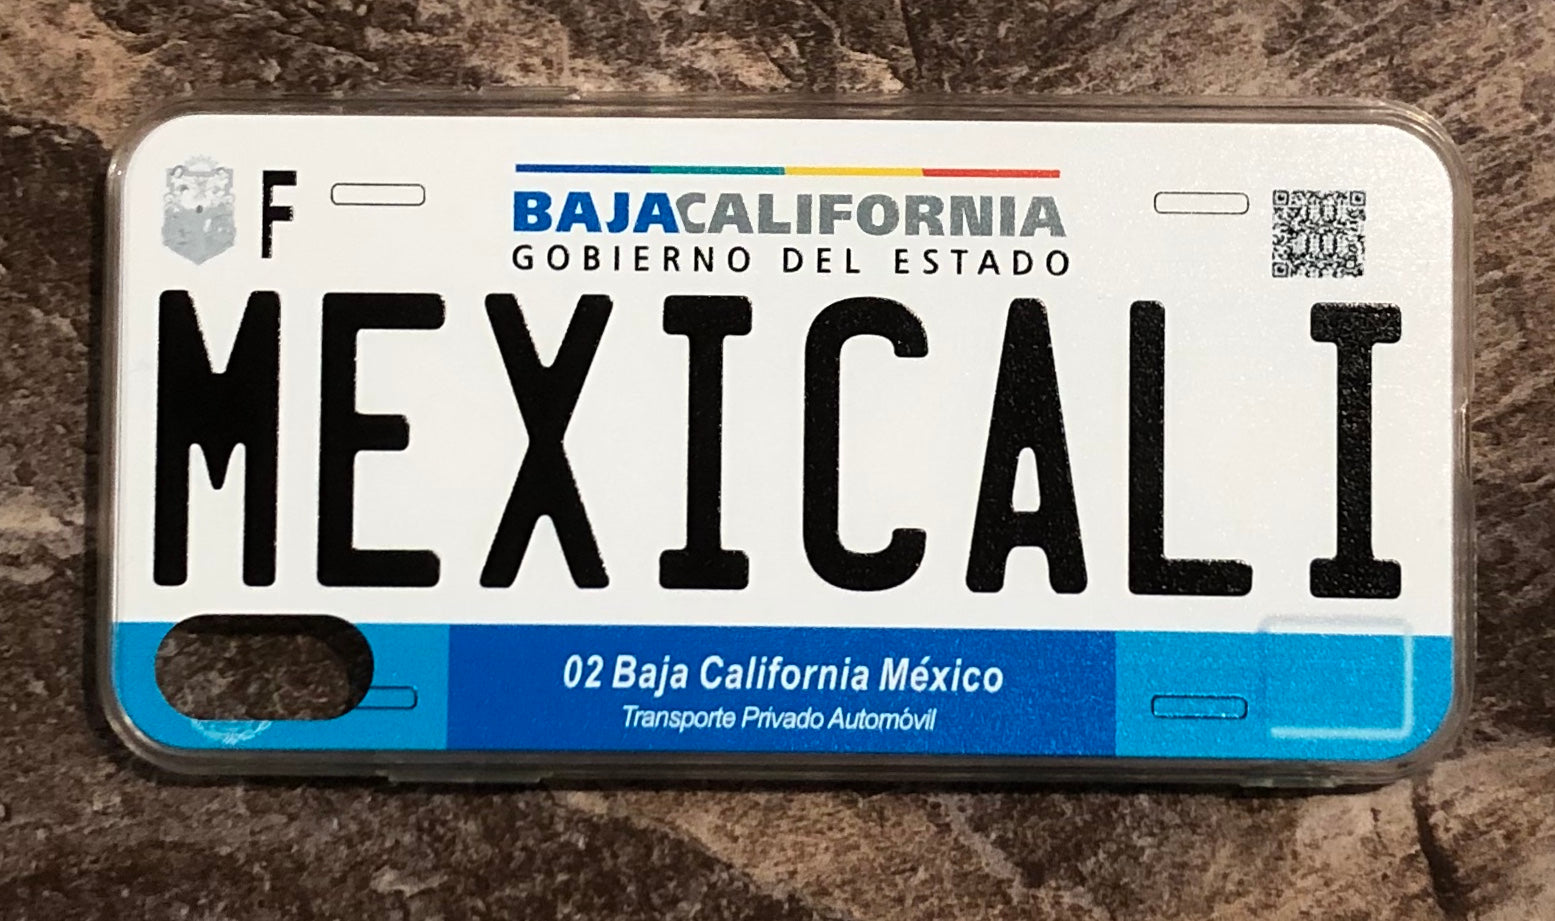 F
BAJACALIFORNIA
GOBIERNO DEL ESTADO
MEXICALI
02 Baja California México
Transporte Privado Automóvil